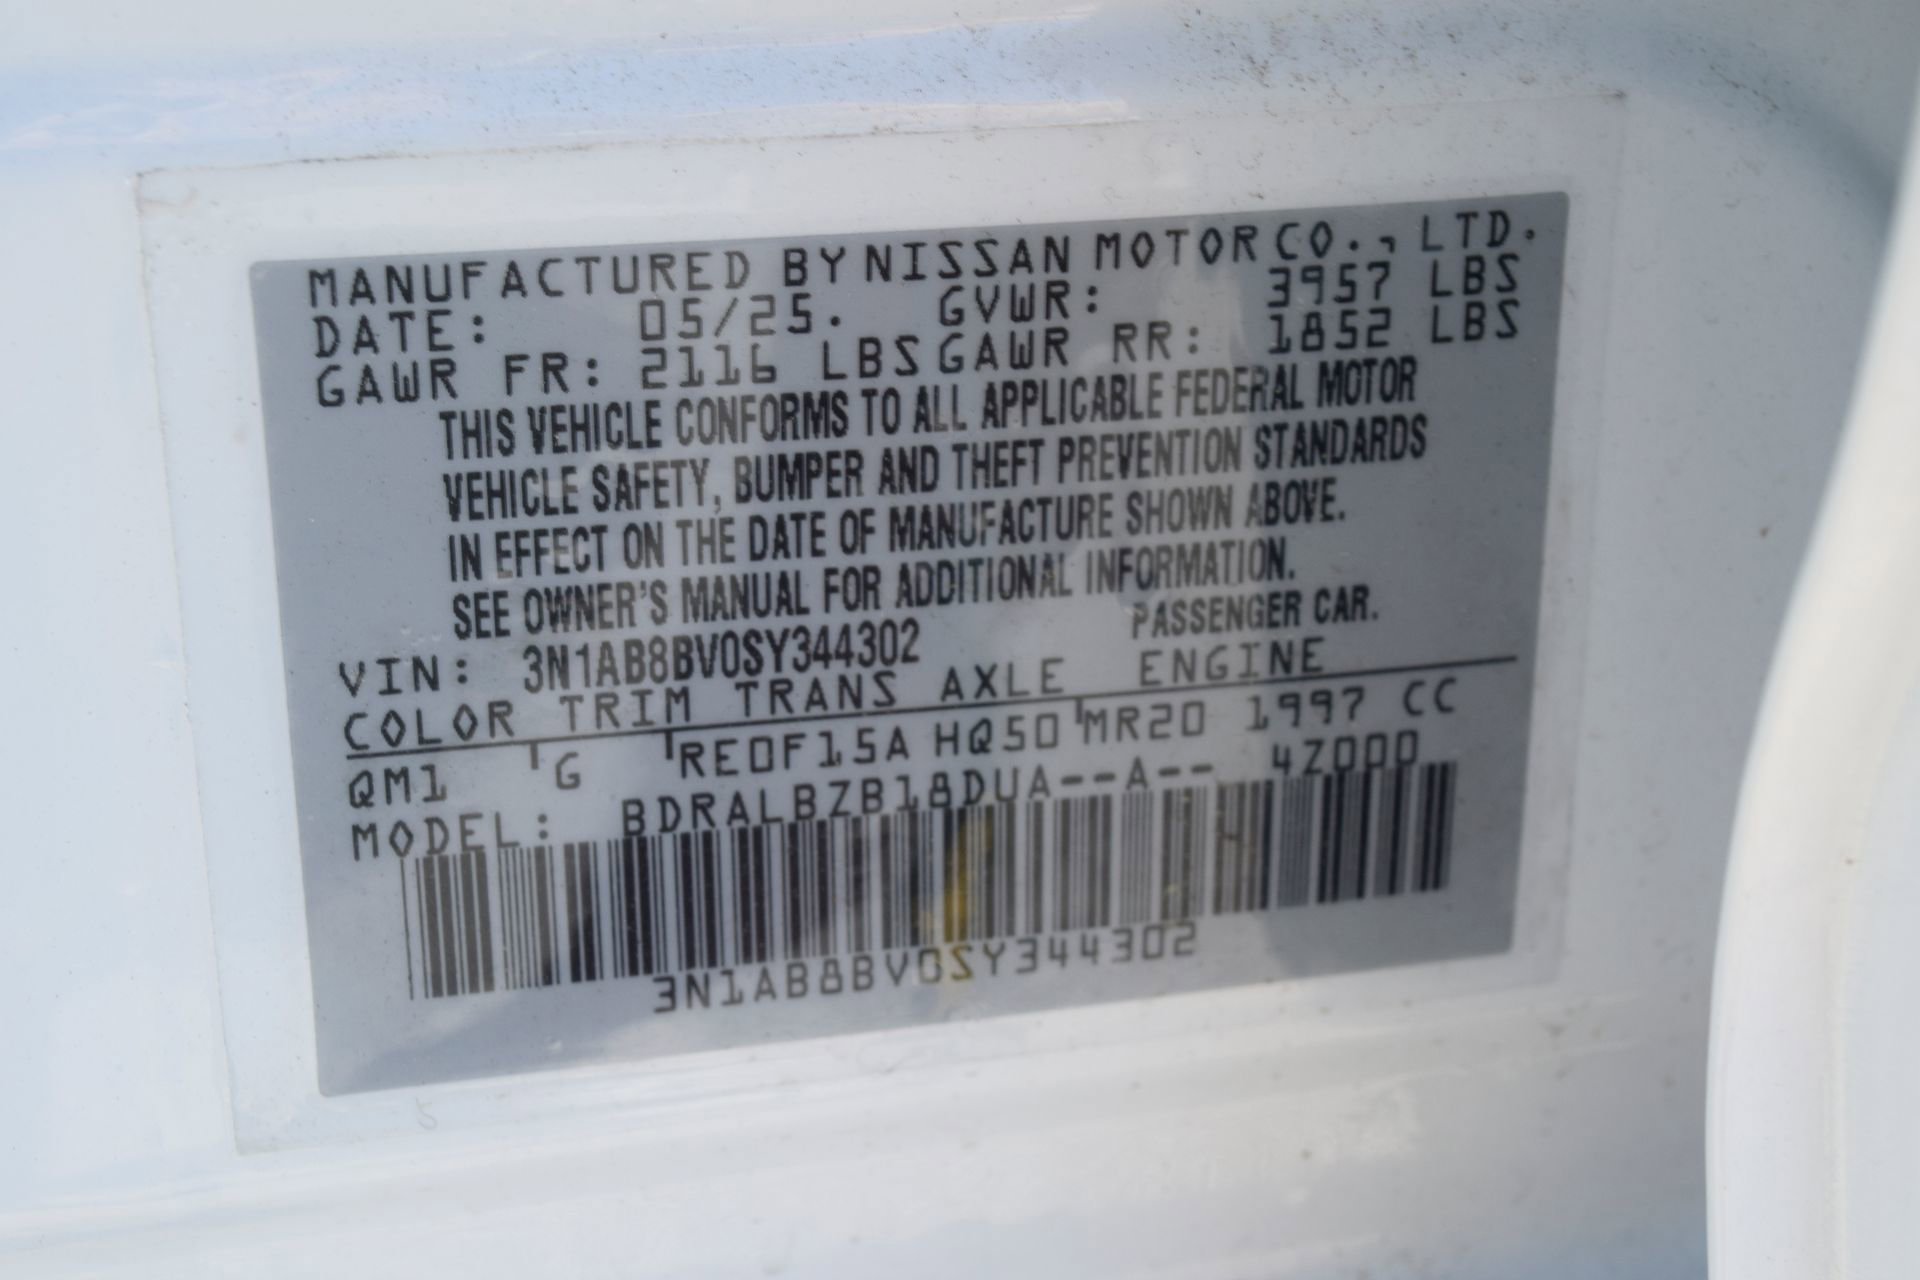 MANUFACTURED BY NISSAN MOTOR CO., LTD.
DATE: 05/25. GVWR: 3957 LBS
GAWR FR: 2116 LBS GAWR RR: 1852 LBS
THIS VEHICLE CONFORMS TO ALL APPLICABLE FEDERAL MOTOR
VEHICLE SAFETY, BUMPER AND THEFT PREVENTION STANDARDS
IN EFFECT ON THE DATE OF MANUFACTURE SHOWN ABOVE.
SEE OWNER'S MANUAL FOR ADDITIONAL INFORMATION.
PASSENGER CAR.
VIN: 3N1AB8BV0SY344302
COLOR TRIM TRANS AXLE ENGINE
QM1 G RE0F15A HQ50 MR20 1997 CC
MODEL: BDRALBZB18DUA--A-- 4Z000
3N1AB8BV0SY344302